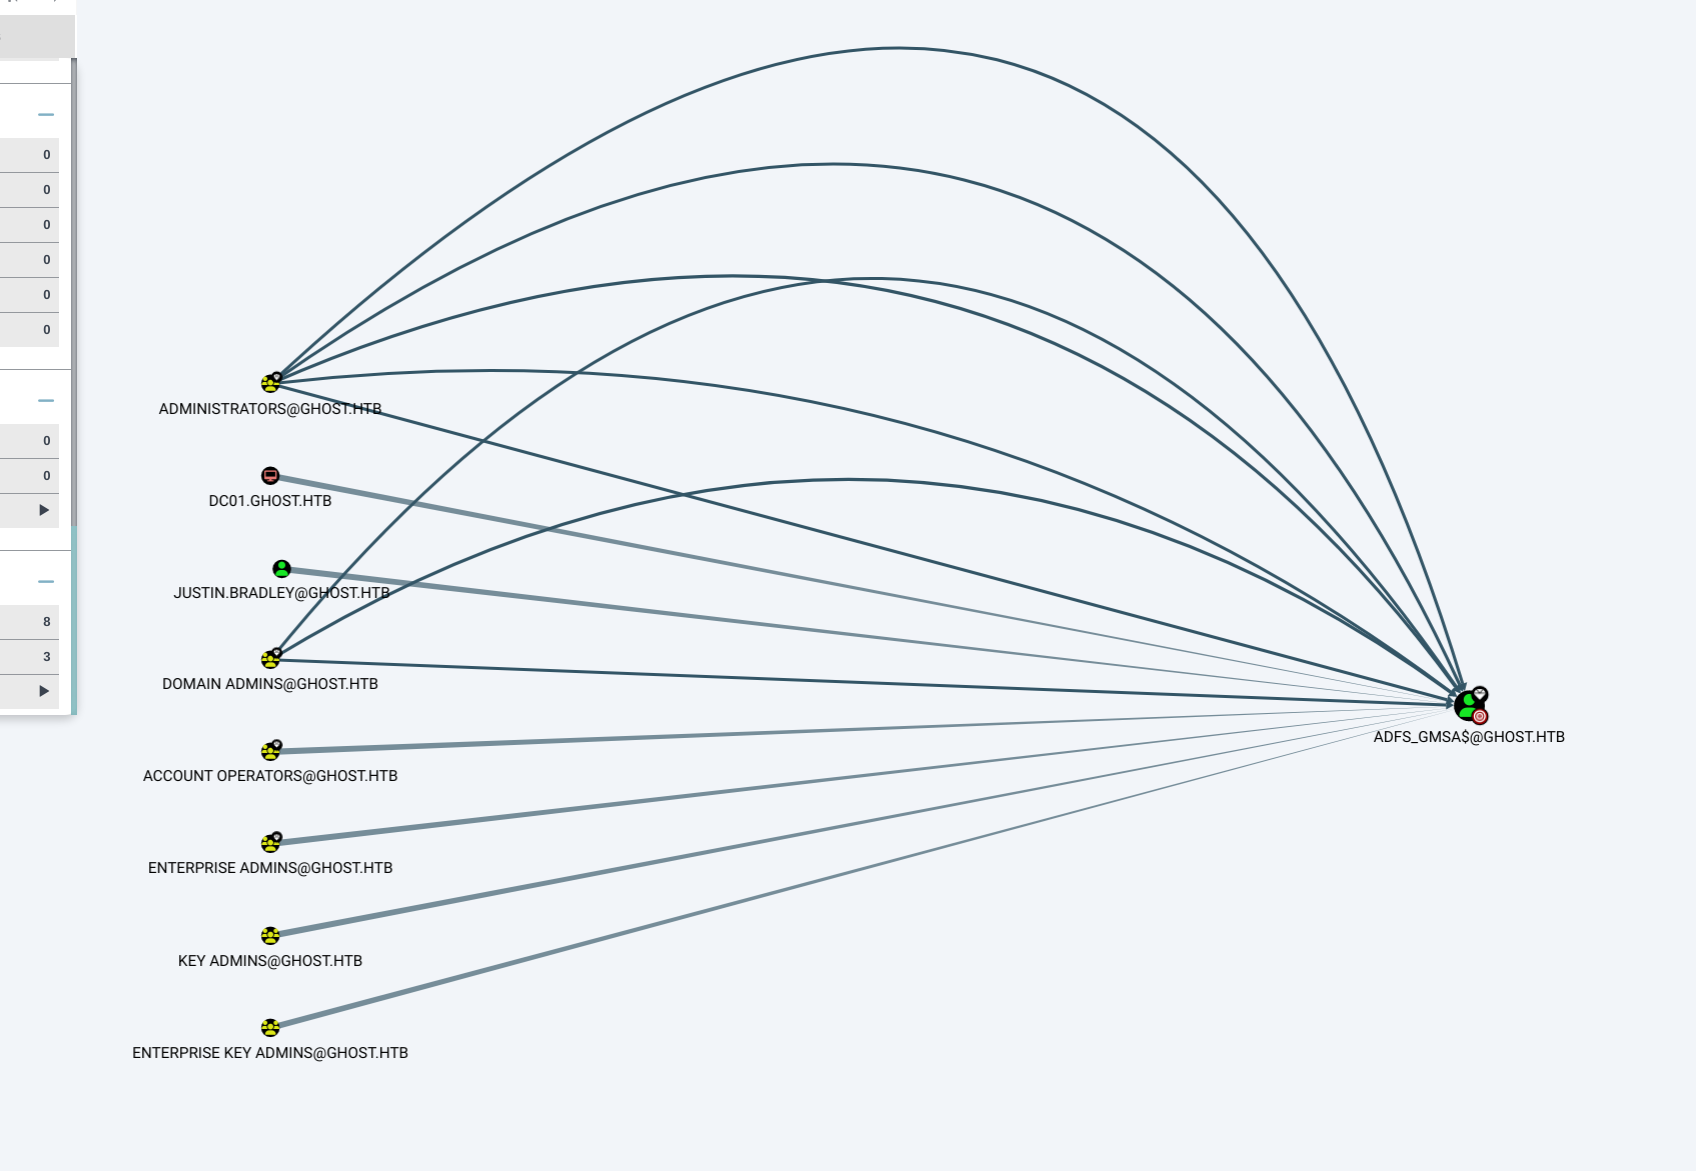 0
0
0
0
0
0
0
0
8
3
ADMINISTRATORS@GHOST.HTB
DC01.GHOST.HTB
JUSTIN.BRADLEY@GHOST.HTB
DOMAIN ADMINS@GHOST.HTB
ADFS_GMSA$@GHOST.HTB
ACCOUNT OPERATORS@GHOST.HTB
ENTERPRISE ADMINS@GHOST.HTB
KEY ADMINS@GHOST.HTB
ENTERPRISE KEY ADMINS@GHOST.HTB